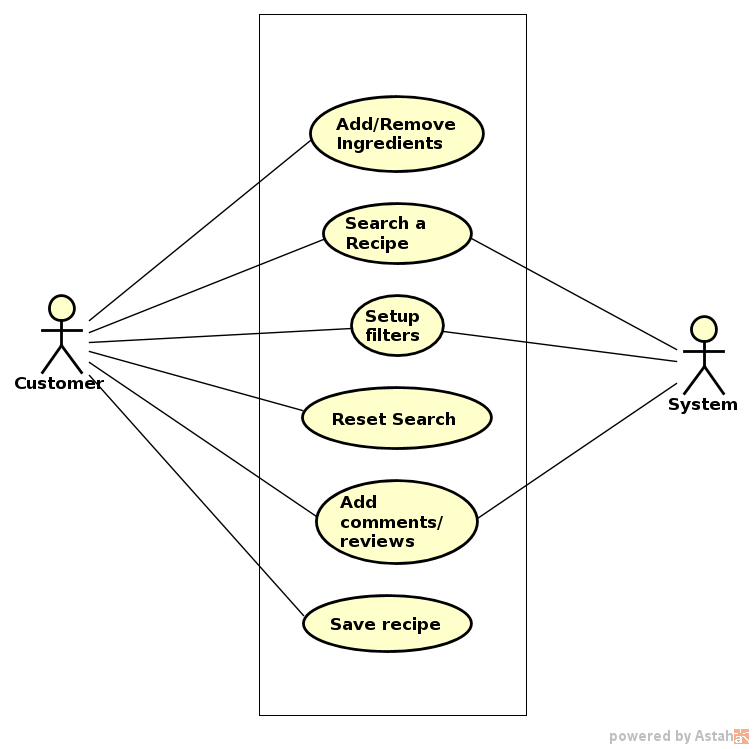 Add/Remove
Ingredients
Search a
Recipe
Setup
filters
Customer
System
Reset Search
Add
comments/
reviews
Save recipe
powered by Astah